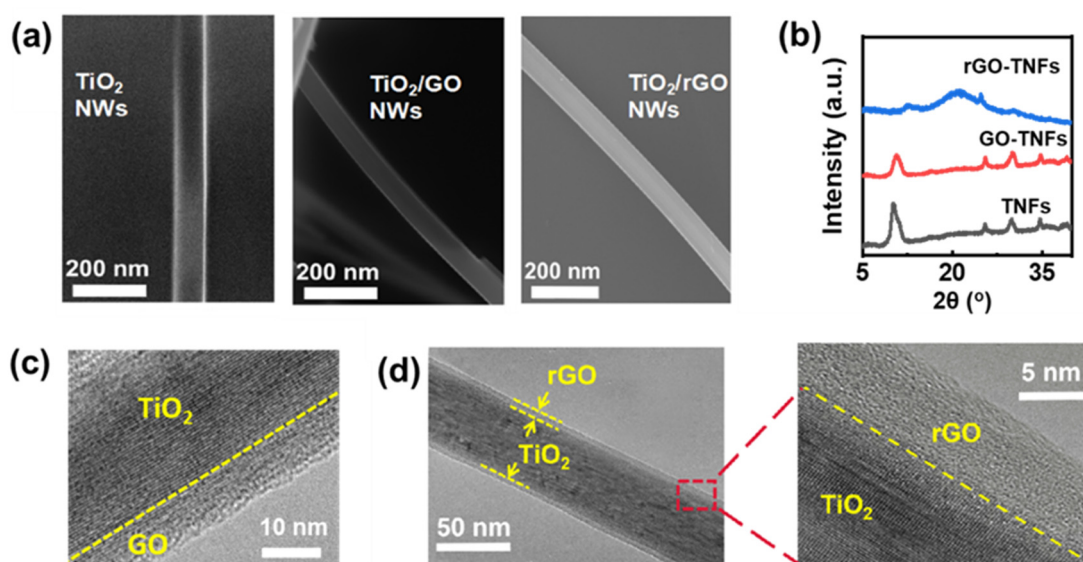 (a)
TiO2
NWs
200 nm
TiO2/GO
NWs
200 nm
TiO2/rGO
NWs
200 nm
(b)
Intensity (a.u.)
rGO-TNFs
GO-TNFs
TNFs
5 20 35
2θ (o)
(c)
TiO2
GO
10 nm
(d)
rGO
TiO2
50 nm
5 nm
rGO
TiO2